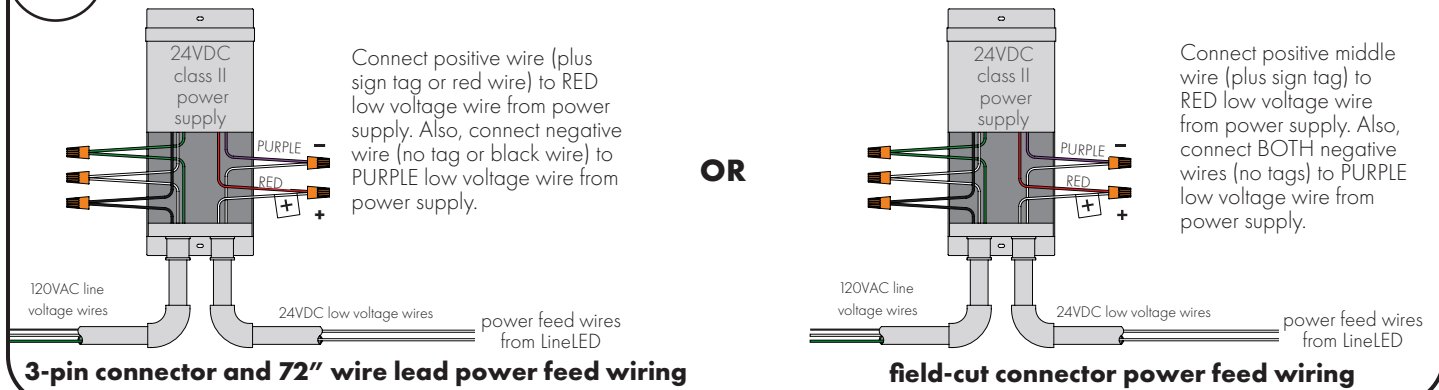 24VDC
class II
power
supply
PURPLE
–
RED
+
+
Connect positive wire (plus
sign tag or red wire) to RED
low voltage wire from power
supply. Also, connect negative
wire (no tag or black wire) to
PURPLE low voltage wire from
power supply.
120VAC line
voltage wires
24VDC low voltage wires
power feed wires
from LineLED
3-pin connector and 72” wire lead power feed wiring
OR
24VDC
class II
power
supply
PURPLE
–
RED
+
+
Connect positive middle
wire (plus sign tag) to
RED low voltage wire
from power supply. Also,
connect BOTH negative
wires (no tags) to PURPLE
low voltage wire from
power supply.
120VAC line
voltage wires
24VDC low voltage wires
power feed wires
from LineLED
field-cut connector power feed wiring